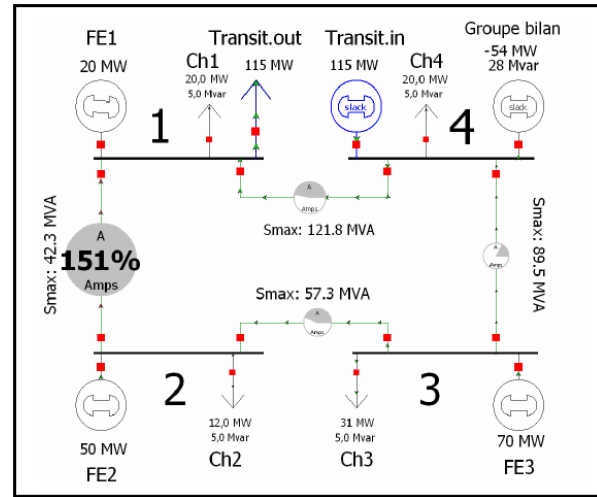 FE1
20 MW
Transit.out
115 MW
Transit.in
115 MW
Groupe bilan
-54 MW
28 Mvar
Ch1
20,0 MW
5,0 Mvar
Ch4
20,0 MW
5,0 Mvar
slack
slack
1
4
A
Amps
Smax: 121.8 MVA
Smax: 42.3 MVA
A
151%
Amps
A
Amps
Smax: 89.5 MVA
Smax: 57.3 MVA
A
Amps
2
3
50 MW
FE2
12,0 MW
5,0 Mvar
Ch2
31 MW
5,0 Mvar
Ch3
70 MW
FE3